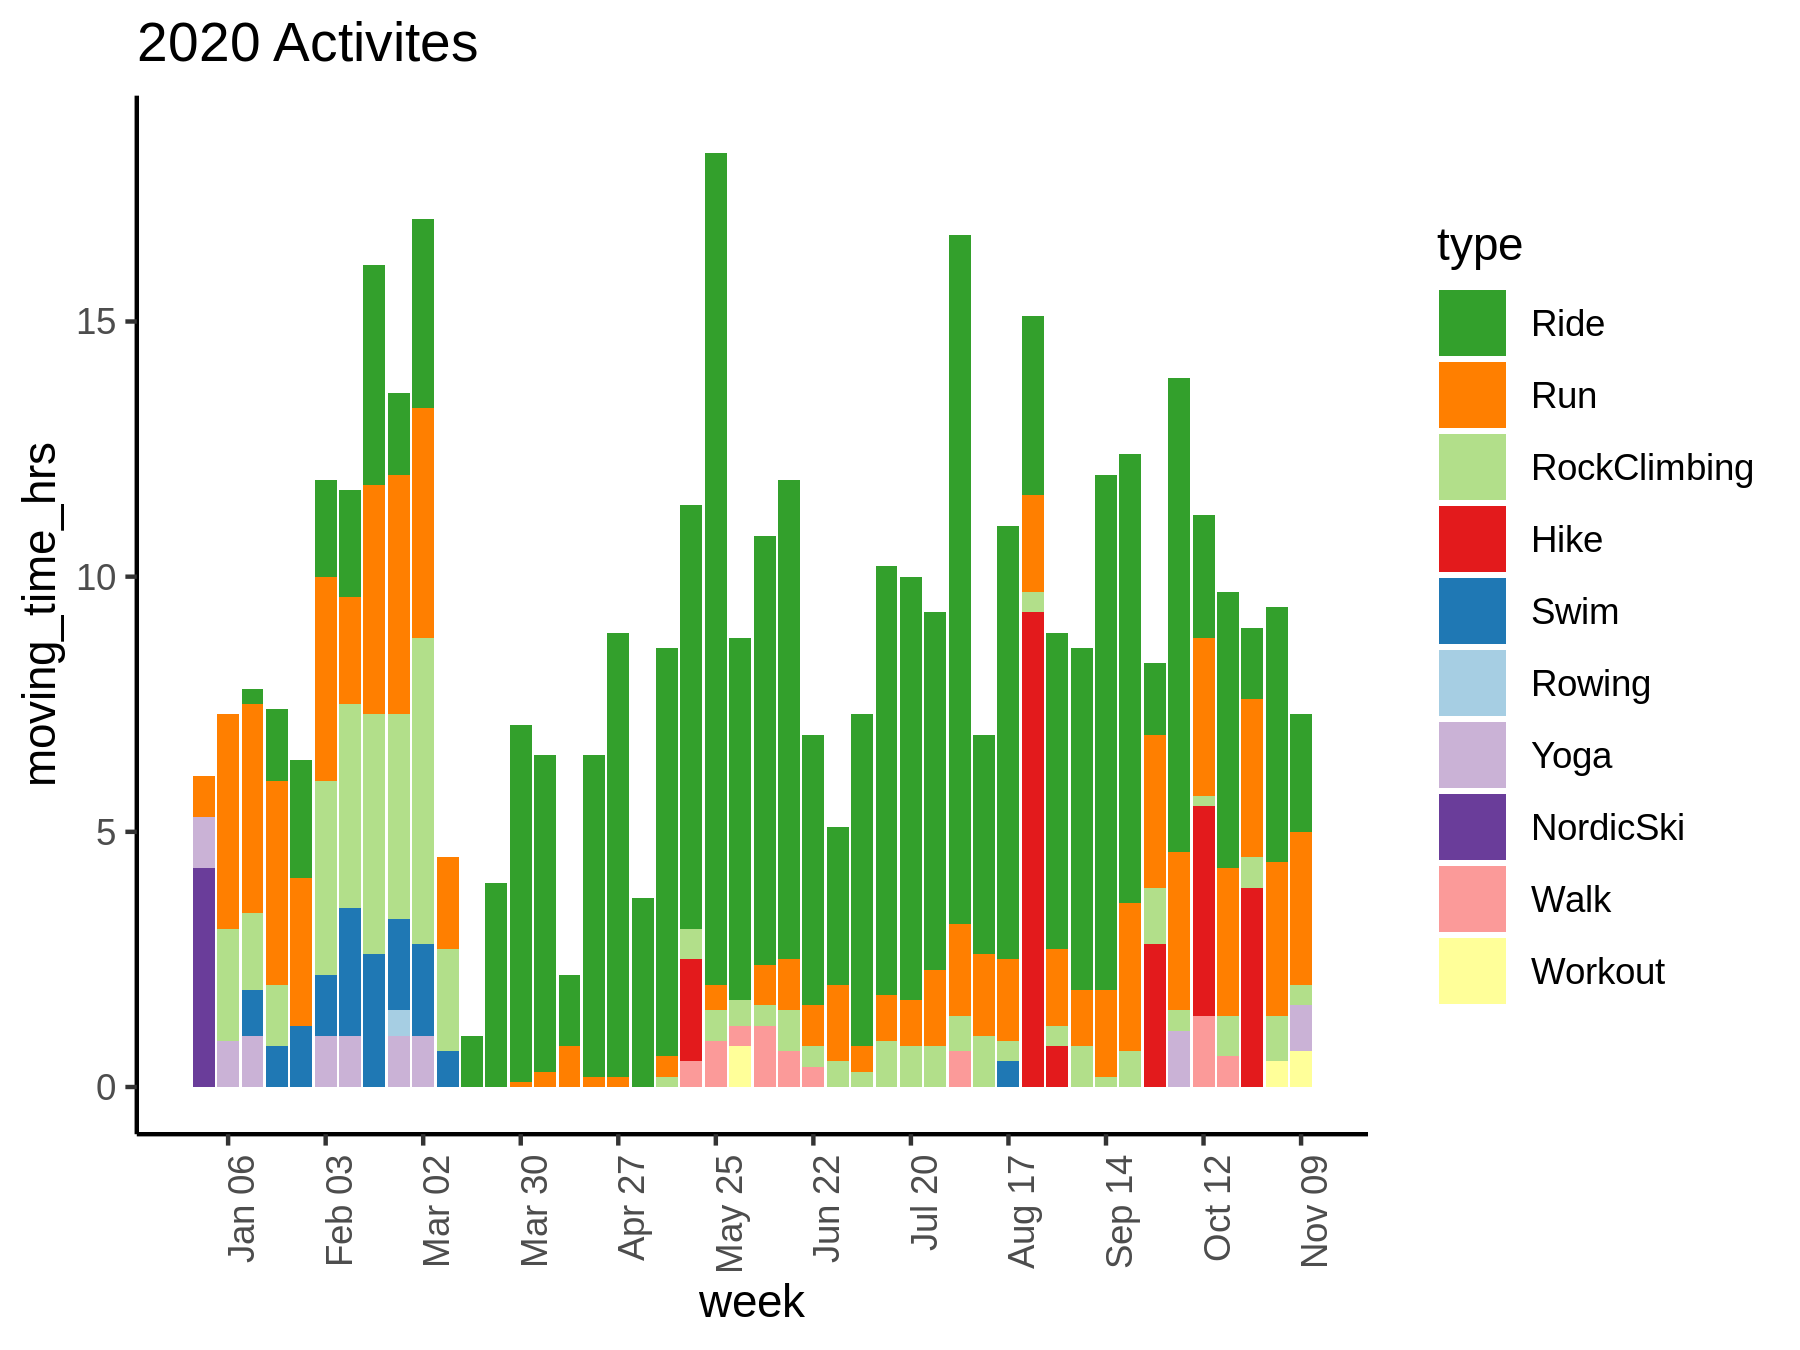 2020 Activites
moving_time_hrs
15
10
5
0
Jan 06
Feb 03
Mar 02
Mar 30
Apr 27
May 25
Jun 22
Jul 20
Aug 17
Sep 14
Oct 12
Nov 09
week
type
Ride
Run
RockClimbing
Hike
Swim
Rowing
Yoga
NordicSki
Walk
Workout